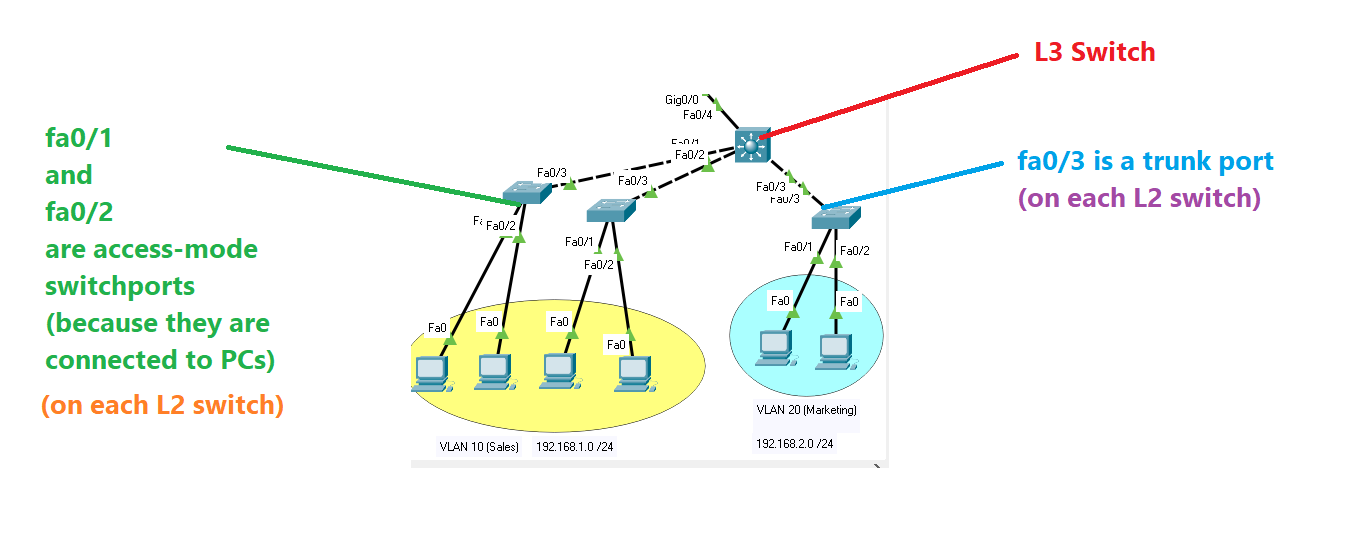 L3 Switch
Gig0/0
Fa0/4
fa0/1
and
fa0/2
are access-mode
switchports
(because they are
connected to PCs)
(on each L2 switch)
Fa0/2
Fa0/3
Fa0/3
fa0/3 is a trunk port
(on each L2 switch)
Fa0/3
Fa0/3
Fa0/2
Fa0/1
Fa0/2
Fa0/1
Fa0/2
Fa0
Fa0
Fa0
Fa0
Fa0
Fa0
VLAN 10 (Sales)
192.168.1.0 /24
VLAN 20 (Marketing)
192.168.2.0 /24